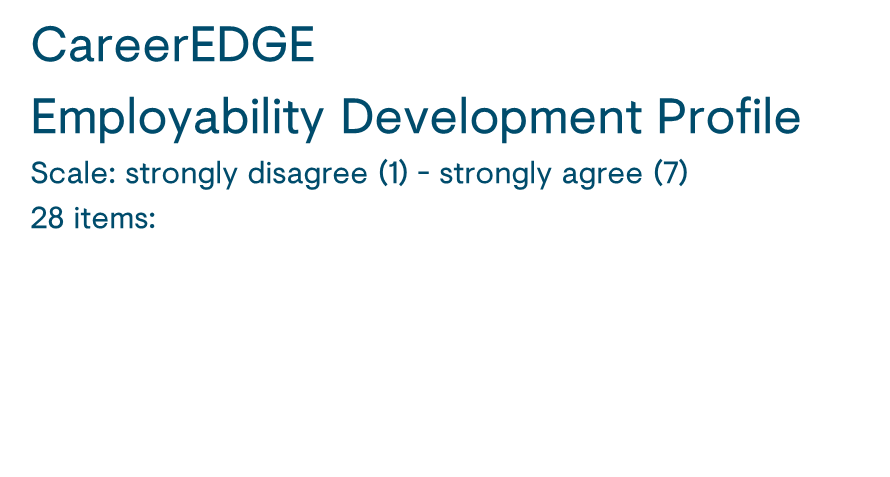 CareerEDGE
Employability Development Profile
Scale: strongly disagree (1) - strongly agree (7)
28 items: